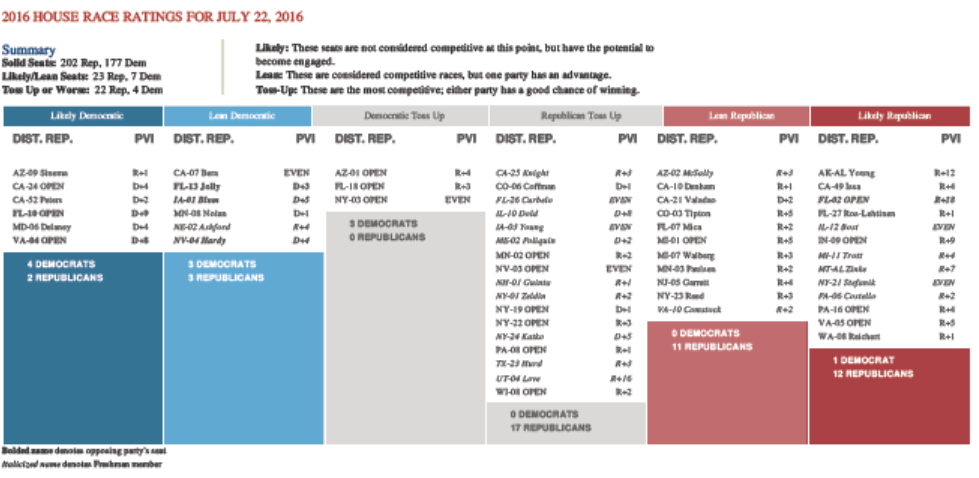 2016 HOUSE RACE RATINGS FOR JULY 22, 2016
Summary
Solid Seats: 202 Rep, 177 Dem
Likely/Lean Seats: 23 Rep, 7 Dem
Toss Up or Worse: 22 Rep, 4 Dem
Likely: These seats are not considered competitive at this point, but have the potential to
become engaged.
Lean: These are considered competitive races, but one party has an advantage.
Toss-Up: These are the most competitive; either party has a good chance of winning.
Likely Democratic
DIST. REP. PVI
AZ-09 Sinema R+1
CA-24 OPEN D+4
CA-52 Peters D+2
FL-10 OPEN D+9
MD-06 Delaney D+4
VA-04 OPEN D+8
4 DEMOCRATS
2 REPUBLICANS
Lean Democratic
DIST. REP. PVI
CA-07 Bera EVEN
FL-13 Jolly D+3
IA-01 Blum D+5
MN-08 Nolan D+1
NE-02 Ashford R+4
NV-04 Hardy D+4
3 DEMOCRATS
3 REPUBLICANS
Democratic Toss Up
DIST. REP. PVI
AZ-01 OPEN R+4
FL-18 OPEN R+3
NY-03 OPEN EVEN
3 DEMOCRATS
0 REPUBLICANS
Republican Toss Up
DIST. REP. PVI
CA-25 Knight R+3
CO-06 Coffman D+1
FL-26 Curbelo EVEN
IL-10 Dold D+8
IA-03 Young EVEN
ME-02 Poliquin D+2
MN-02 OPEN R+2
NV-03 OPEN EVEN
NH-01 Guinta R+1
NY-01 Zeldin R+2
NY-19 OPEN D+1
NY-22 OPEN R+3
NY-24 Katko D+5
PA-08 OPEN R+1
TX-23 Hurd R+3
UT-04 Love R+16
WI-08 OPEN R+2
0 DEMOCRATS
17 REPUBLICANS
Lean Republican
DIST. REP. PVI
AZ-02 McSally R+3
CA-10 Denham R+1
CA-21 Valadao D+2
CO-03 Tipton R+5
FL-07 Mica R+2
MI-01 OPEN R+5
MI-07 Walberg R+3
MN-03 Paulsen R+2
NJ-05 Garrett R+4
NY-23 Reed R+3
VA-10 Comstock R+2
0 DEMOCRATS
11 REPUBLICANS
Likely Republican
DIST. REP. PVI
AK-AL Young R+12
CA-49 Issa R+4
FL-02 OPEN R+18
FL-27 Ros-Lehtinen R+1
IL-12 Bost EVEN
IN-09 OPEN R+9
MI-11 Trott R+4
MT-AL Zinke R+7
NY-21 Stefanik EVEN
PA-06 Costello R+2
PA-16 OPEN R+4
VA-05 OPEN R+5
WA-08 Reichert R+1
1 DEMOCRAT
12 REPUBLICANS
Bolded name denotes opposing party's seat
Italicized name denotes Freshman member